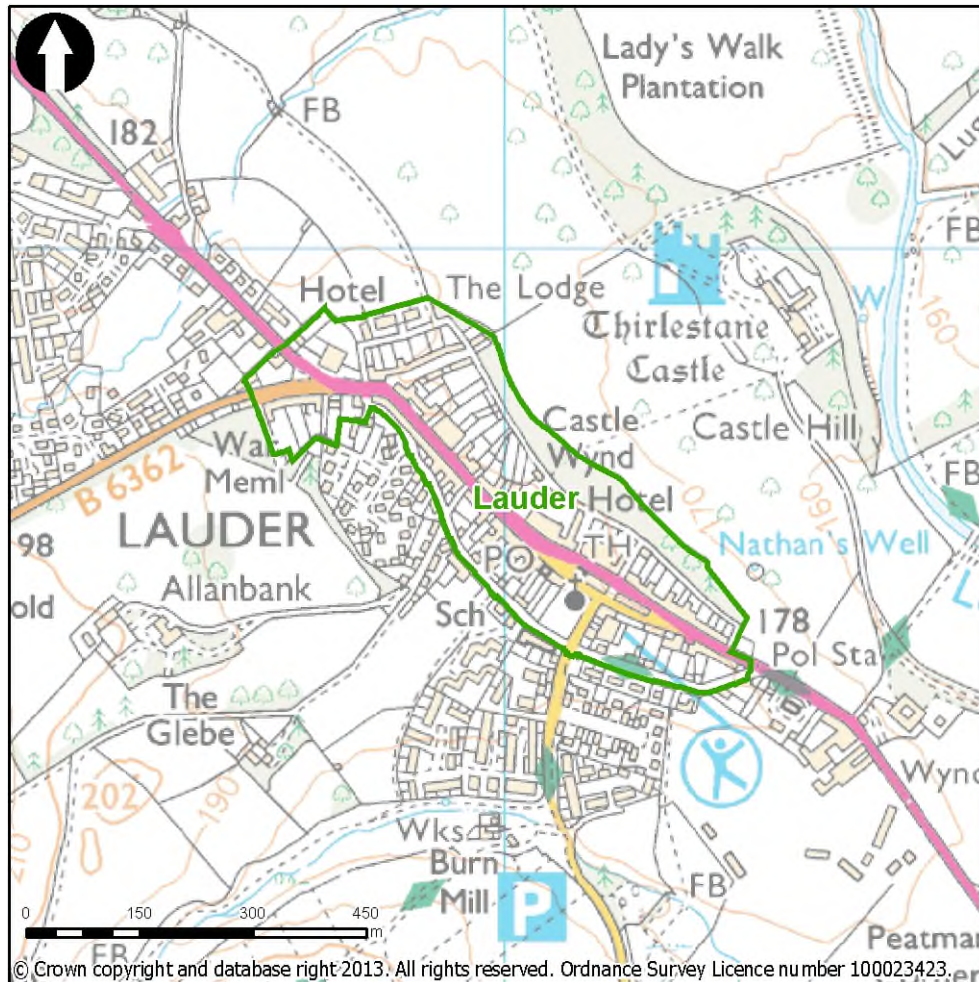 Lady's Walk
Plantation
FB
182
FB
Hotel
The Lodge
W
160
Thirlestane
Castle
Castle
Wynd
Castle Hill
War
Meml
B 6362
FB
Lauder
Hotel
170
160
98
LAUDER
PO
TH
Nathan's Well
Allanbank
old
Sch
178
Pol Sta
The
Glebe
Wynd
202
190
210
Wks
Burn
Mill
FB
P
0 150 300 450
m
FB
Peatman
© Crown copyright and database right 2013. All rights reserved. Ordnance Survey Licence number 100023423.